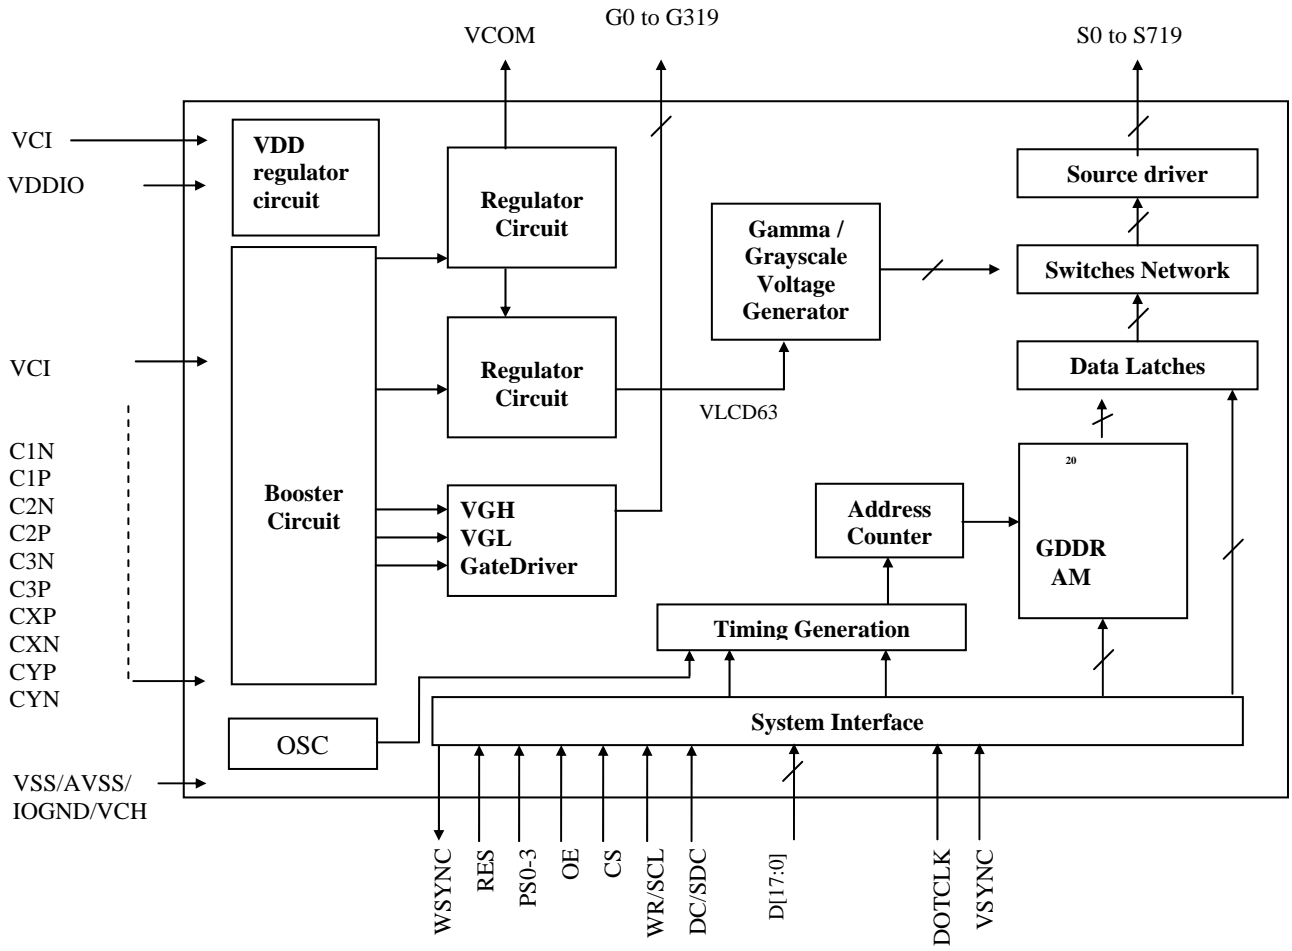 G0 to G319
VCOM
S0 to S719
VCI
VDDIO
VDD
regulator
circuit
Regulator
Circuit
Source driver
Gamma /
Grayscale
Voltage
Generator
Switches Network
VCI
Regulator
Circuit
Data Latches
VLCD63
C1N
C1P
C2N
C2P
C3N
C3P
CXP
CXN
CYP
CYN
Booster
Circuit
VGH
VGL
GateDriver
Address
Counter
20
GDDR
AM
Timing Generation
System Interface
OSC
VSS/AVSS/
IOGND/VCH
WSYNC
RES
PS0-3
OE
CS
WR/SCL
DC/SDC
D[17:0]
DOTCLK
VSYNC